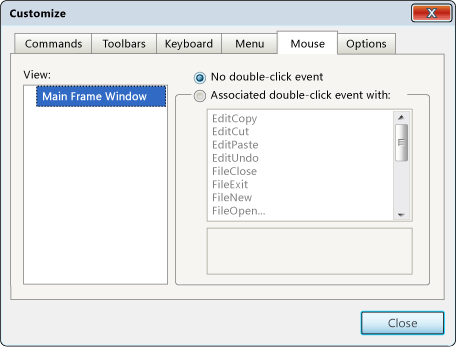 Customize
Commands Toolbars Keyboard Menu Mouse Options
View:
Main Frame Window
No double-click event
Associated double-click event with:
EditCopy
EditCut
EditPaste
EditUndo
FileClose
FileExit
FileNew
FileOpen...
Close